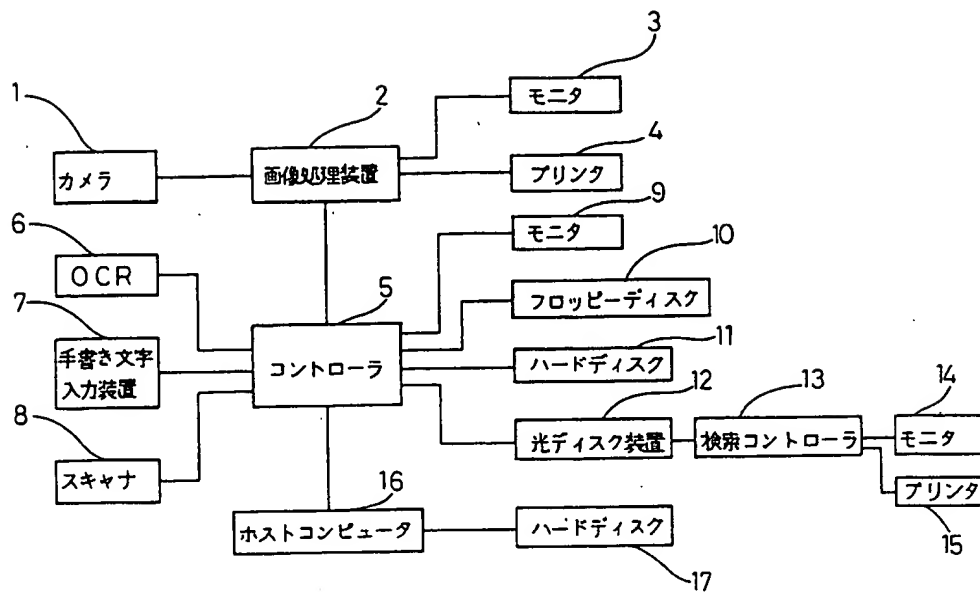 3
モニタ
1
2
4
カメラ
画像処理装置
プリンタ
9
モニタ
6
OCR
10
フロッピーディスク
7
5
11
手書き文字
入力装置
コントローラ
ハードディスク
12
13
14
光ディスク装置
検索コントローラ
モニタ
8
スキャナ
16
プリンタ
15
ホストコンピュータ
ハードディスク
17